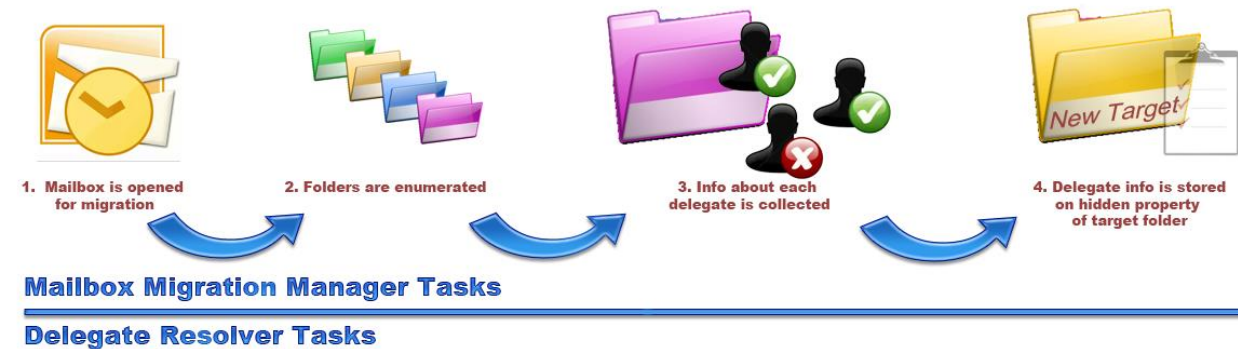 New Target
1. Mailbox is opened
for migration
2. Folders are enumerated
3. Info about each
delegate is collected
4. Delegate info is stored
on hidden property
of target folder
Mailbox Migration Manager Tasks
Delegate Resolver Tasks